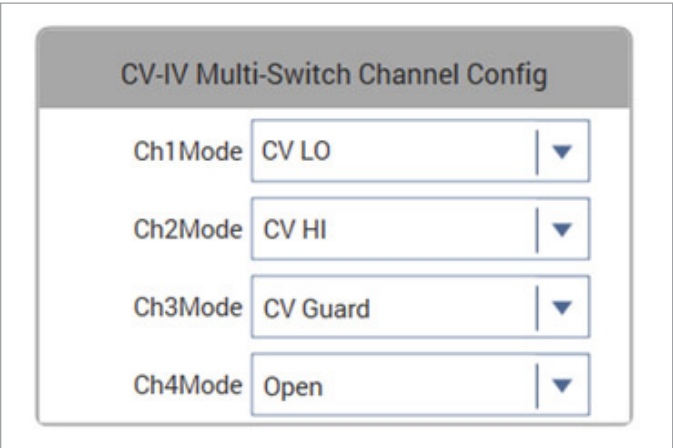 CV-IV Multi-Switch Channel Config
Ch1Mode CV LO
Ch2Mode CV HI
Ch3Mode CV Guard
Ch4Mode Open